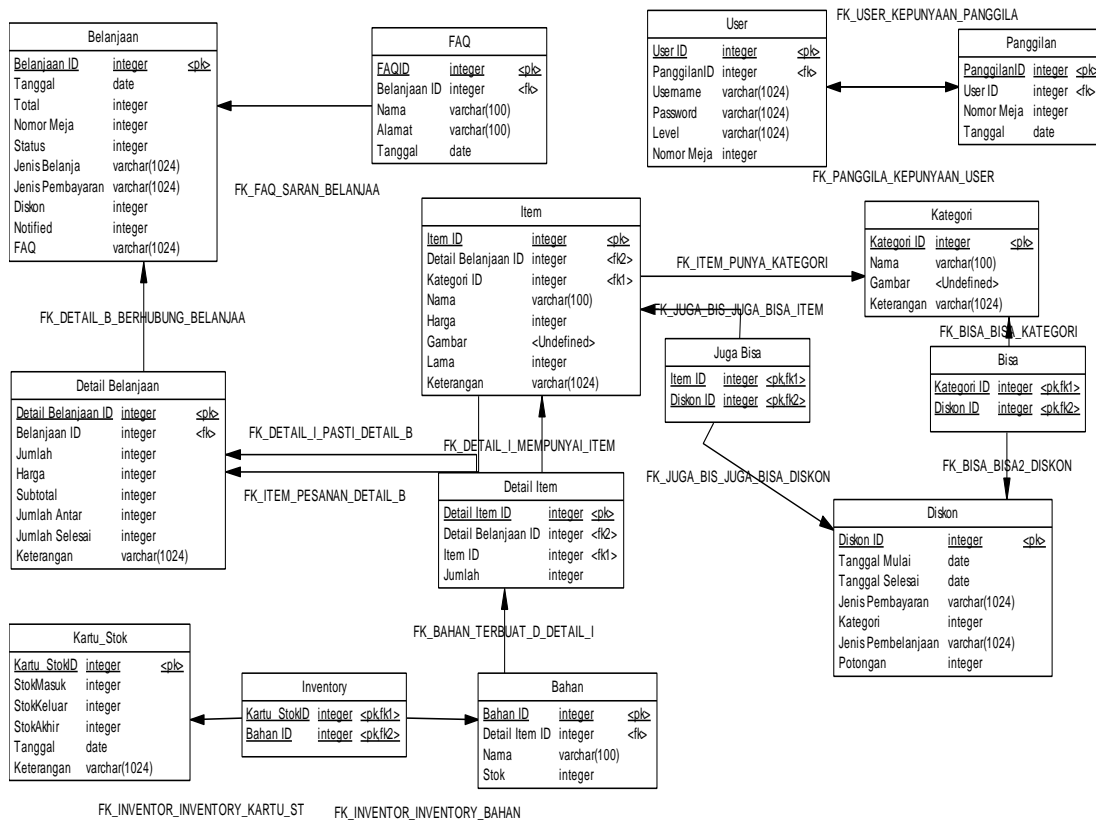 FK_USER_KEPUNYAAN_PANGGILA
Belanjaan
Belanjaan ID integer <pk>
Tanggal date
Total integer
Nomor Meja integer
Status integer
Jenis Belanja varchar(1024)
Jenis Pembayaran varchar(1024)
Diskon integer
Notified integer
FAQ varchar(1024)
FAQ
FAQID integer <pk>
Belanjaan ID integer <fk>
Nama varchar(100)
Alamat varchar(100)
Tanggal date
User
User ID integer <pk>
PanggilanID integer <fk>
Username varchar(1024)
Password varchar(1024)
Level varchar(1024)
Nomor Meja integer
Panggilan
PanggilanID integer <pk>
User ID integer <fk>
Nomor Meja integer
Tanggal date
FK_FAQ_SARAN_BELANJAA
FK_PANGGILA_KEPUNYAAN_USER
Item
Item ID integer <pk>
Detail Belanjaan ID integer <fk2>
Kategori ID integer <fk1>
Nama varchar(100)
Harga integer
Gambar <Undefined>
Lama integer
Keterangan varchar(1024)
FK_ITEM_PUNYA_KATEGORI
Kategori
Kategori ID integer <pk>
Nama varchar(100)
Gambar <Undefined>
Keterangan varchar(1024)
FK_DETAIL_B_BERHUBUNG_BELANJAA
FK_JUGA_BIS_JUGA_BISA_ITEM
FK_BISA_BISA_KATEGORI
Juga Bisa
Item ID integer <pk,fk1>
Diskon ID integer <pk,fk2>
Bisa
Kategori ID integer <pk,fk1>
Diskon ID integer <pk,fk2>
Detail Belanjaan
Detail Belanjaan ID integer <pk>
Belanjaan ID integer <fk>
Jumlah integer
Harga integer
Subtotal integer
Jumlah Antar integer
Jumlah Selesai integer
Keterangan varchar(1024)
FK_DETAIL_I_PASTI_DETAIL_B
FK_DETAIL_I_MEMPUNYAI_ITEM
FK_ITEM_PESANAN_DETAIL_B
FK_JUGA_BIS_JUGA_BISA_DISKON
FK_BISA_BISA2_DISKON
Detail Item
Detail Item ID integer <pk>
Detail Belanjaan ID integer <fk2>
Item ID integer <fk1>
Jumlah integer
Diskon
Diskon ID integer <pk>
Tanggal Mulai date
Tanggal Selesai date
Jenis Pembayaran varchar(1024)
Kategori integer
Jenis Pembelanjaan varchar(1024)
Potongan integer
FK_BAHAN_TERBUAT_D_DETAIL_I
Kartu_Stok
Kartu_StokID integer <pk>
StokMasuk integer
StokKeluar integer
StokAkhir integer
Tanggal date
Keterangan varchar(1024)
Inventory
Kartu_StokID integer <pk,fk1>
Bahan ID integer <pk,fk2>
Bahan
Bahan ID integer <pk>
Detail Item ID integer <fk>
Nama varchar(100)
Stok integer
FK_INVENTOR_INVENTORY_KARTU_ST
FK_INVENTOR_INVENTORY_BAHAN